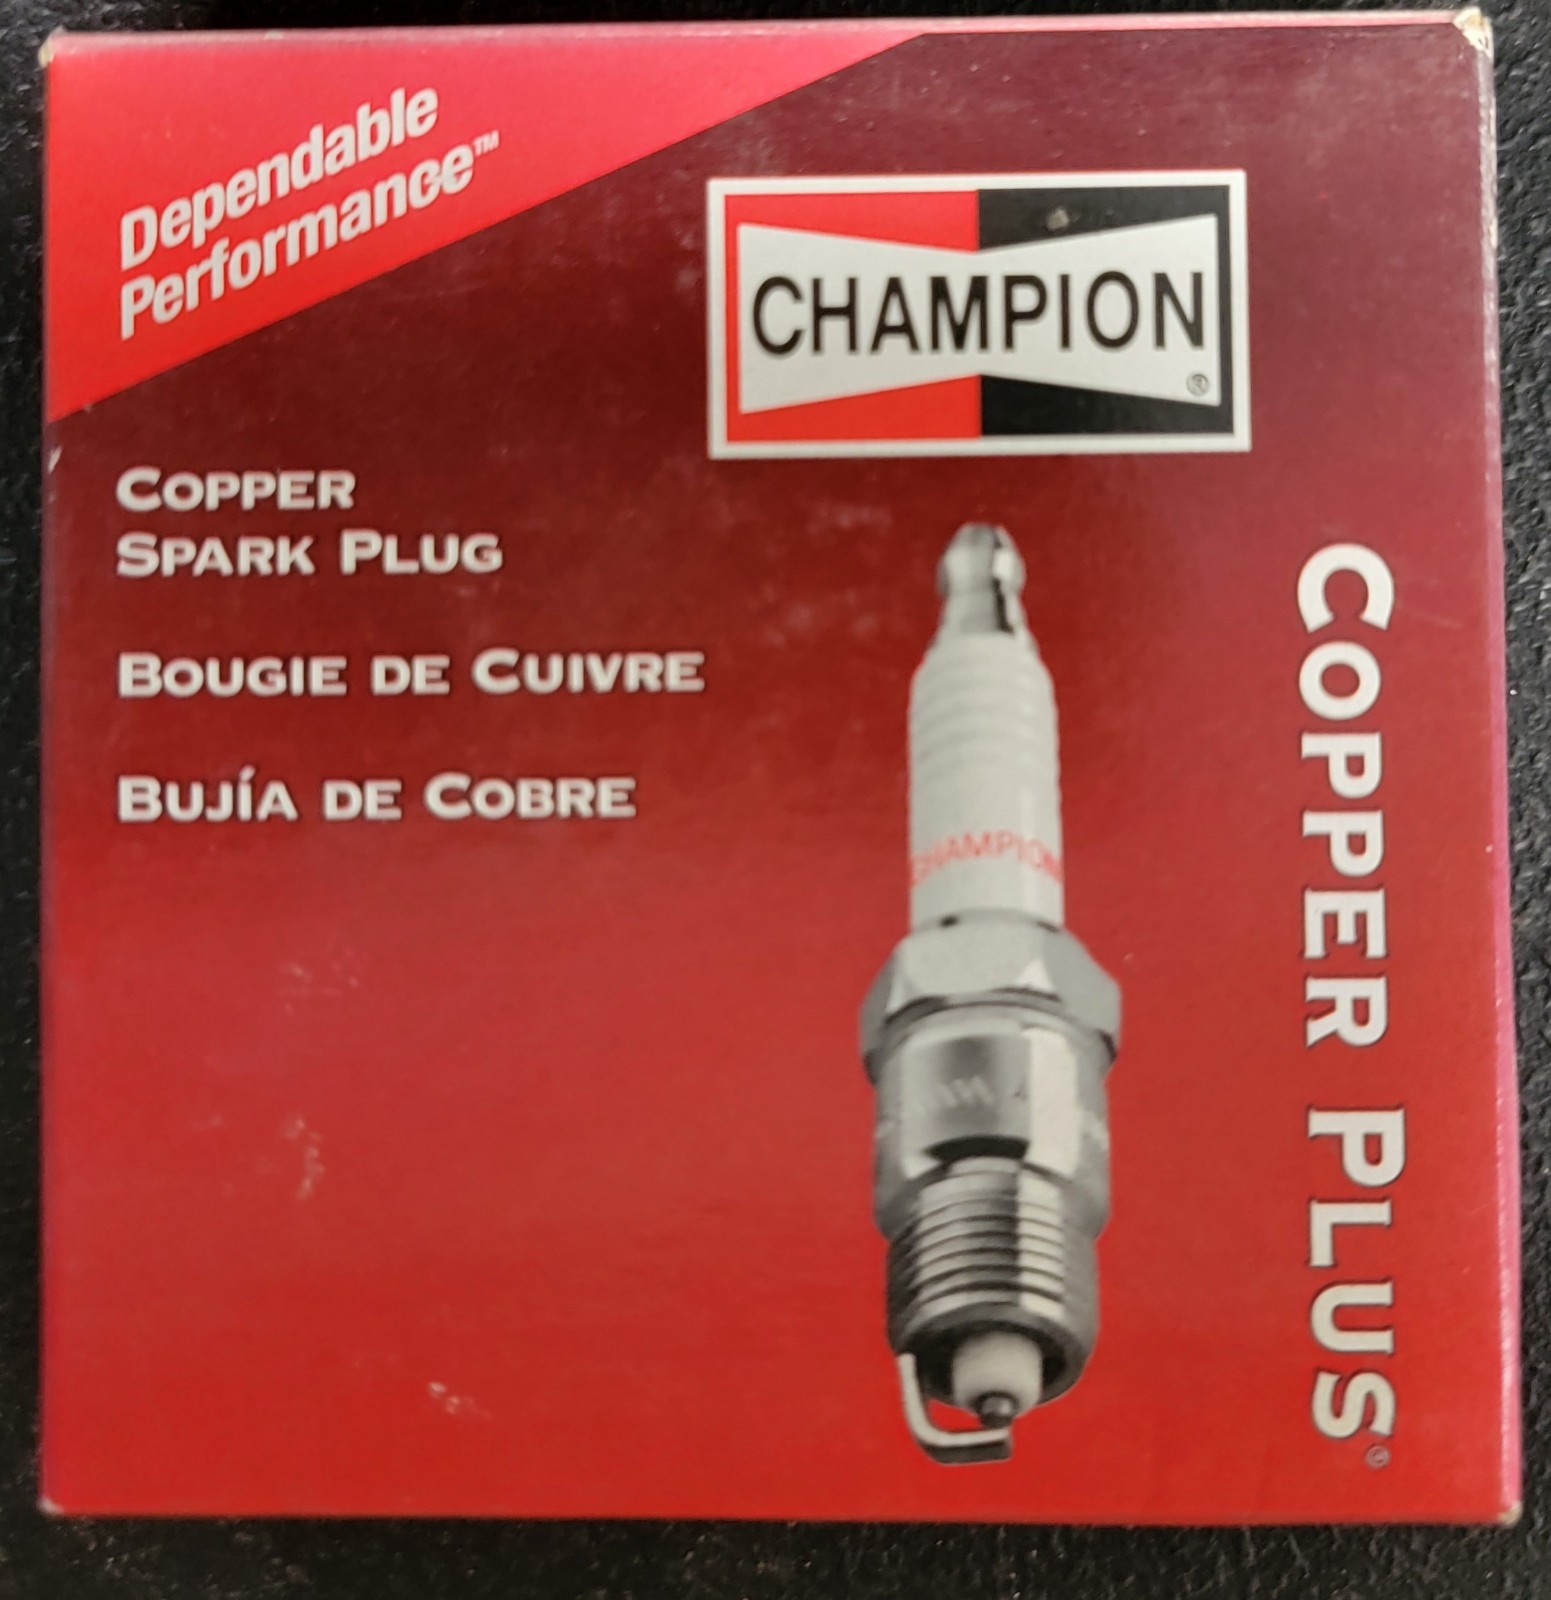 Dependable
Performance™
CHAMPION®
COPPER
SPARK PLUG
BOUGIE DE CUIVRE
BUJÍA DE COBRE
CHAMPION
COPPER PLUS®